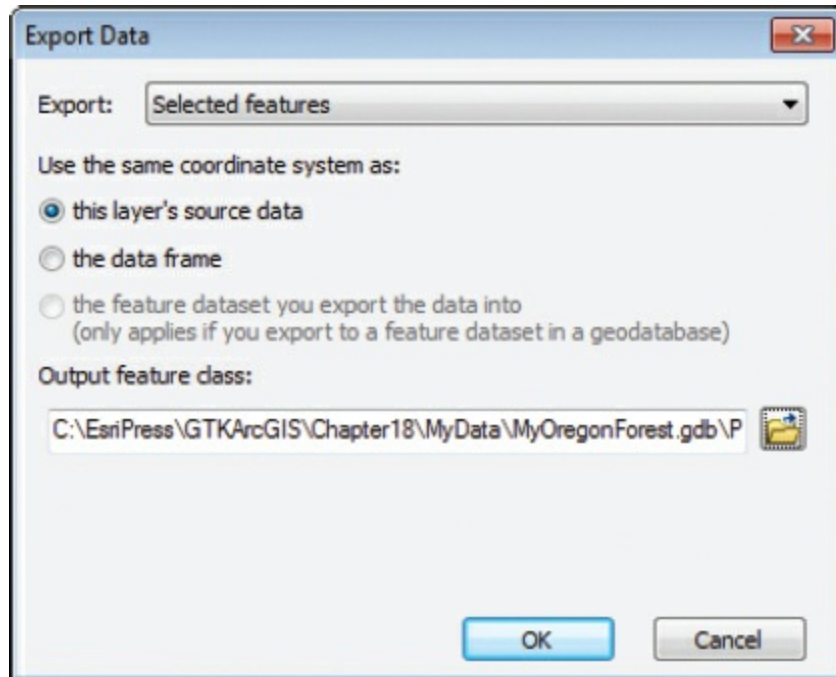 Export Data
Export: Selected features
Use the same coordinate system as:
this layer's source data
the data frame
the feature dataset you export the data into
(only applies if you export to a feature dataset in a geodatabase)
Output feature class:
C:\EsriPress\GTKArcGIS\Chapter18\MyData\MyOregonForest.gdb\P
OK Cancel